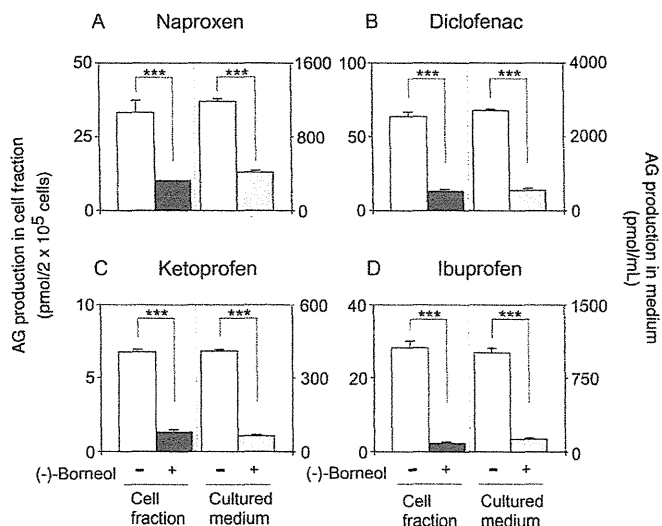 A Naproxen
B Diclofenac
AG production in cell fraction
(pmol/2 x 10⁵ cells)
50
25
0
***
***
1600
800
0
100
50
0
***
***
4000
2000
0
AG production in medium
(pmol/mL)
C Ketoprofen
D Ibuprofen
10
5
0
***
***
600
300
0
40
20
0
***
***
1500
750
0
(-)-Borneol - + - +
(-)-Borneol - + - +
Cell
fraction
Cultured
medium
Cell
fraction
Cultured
medium